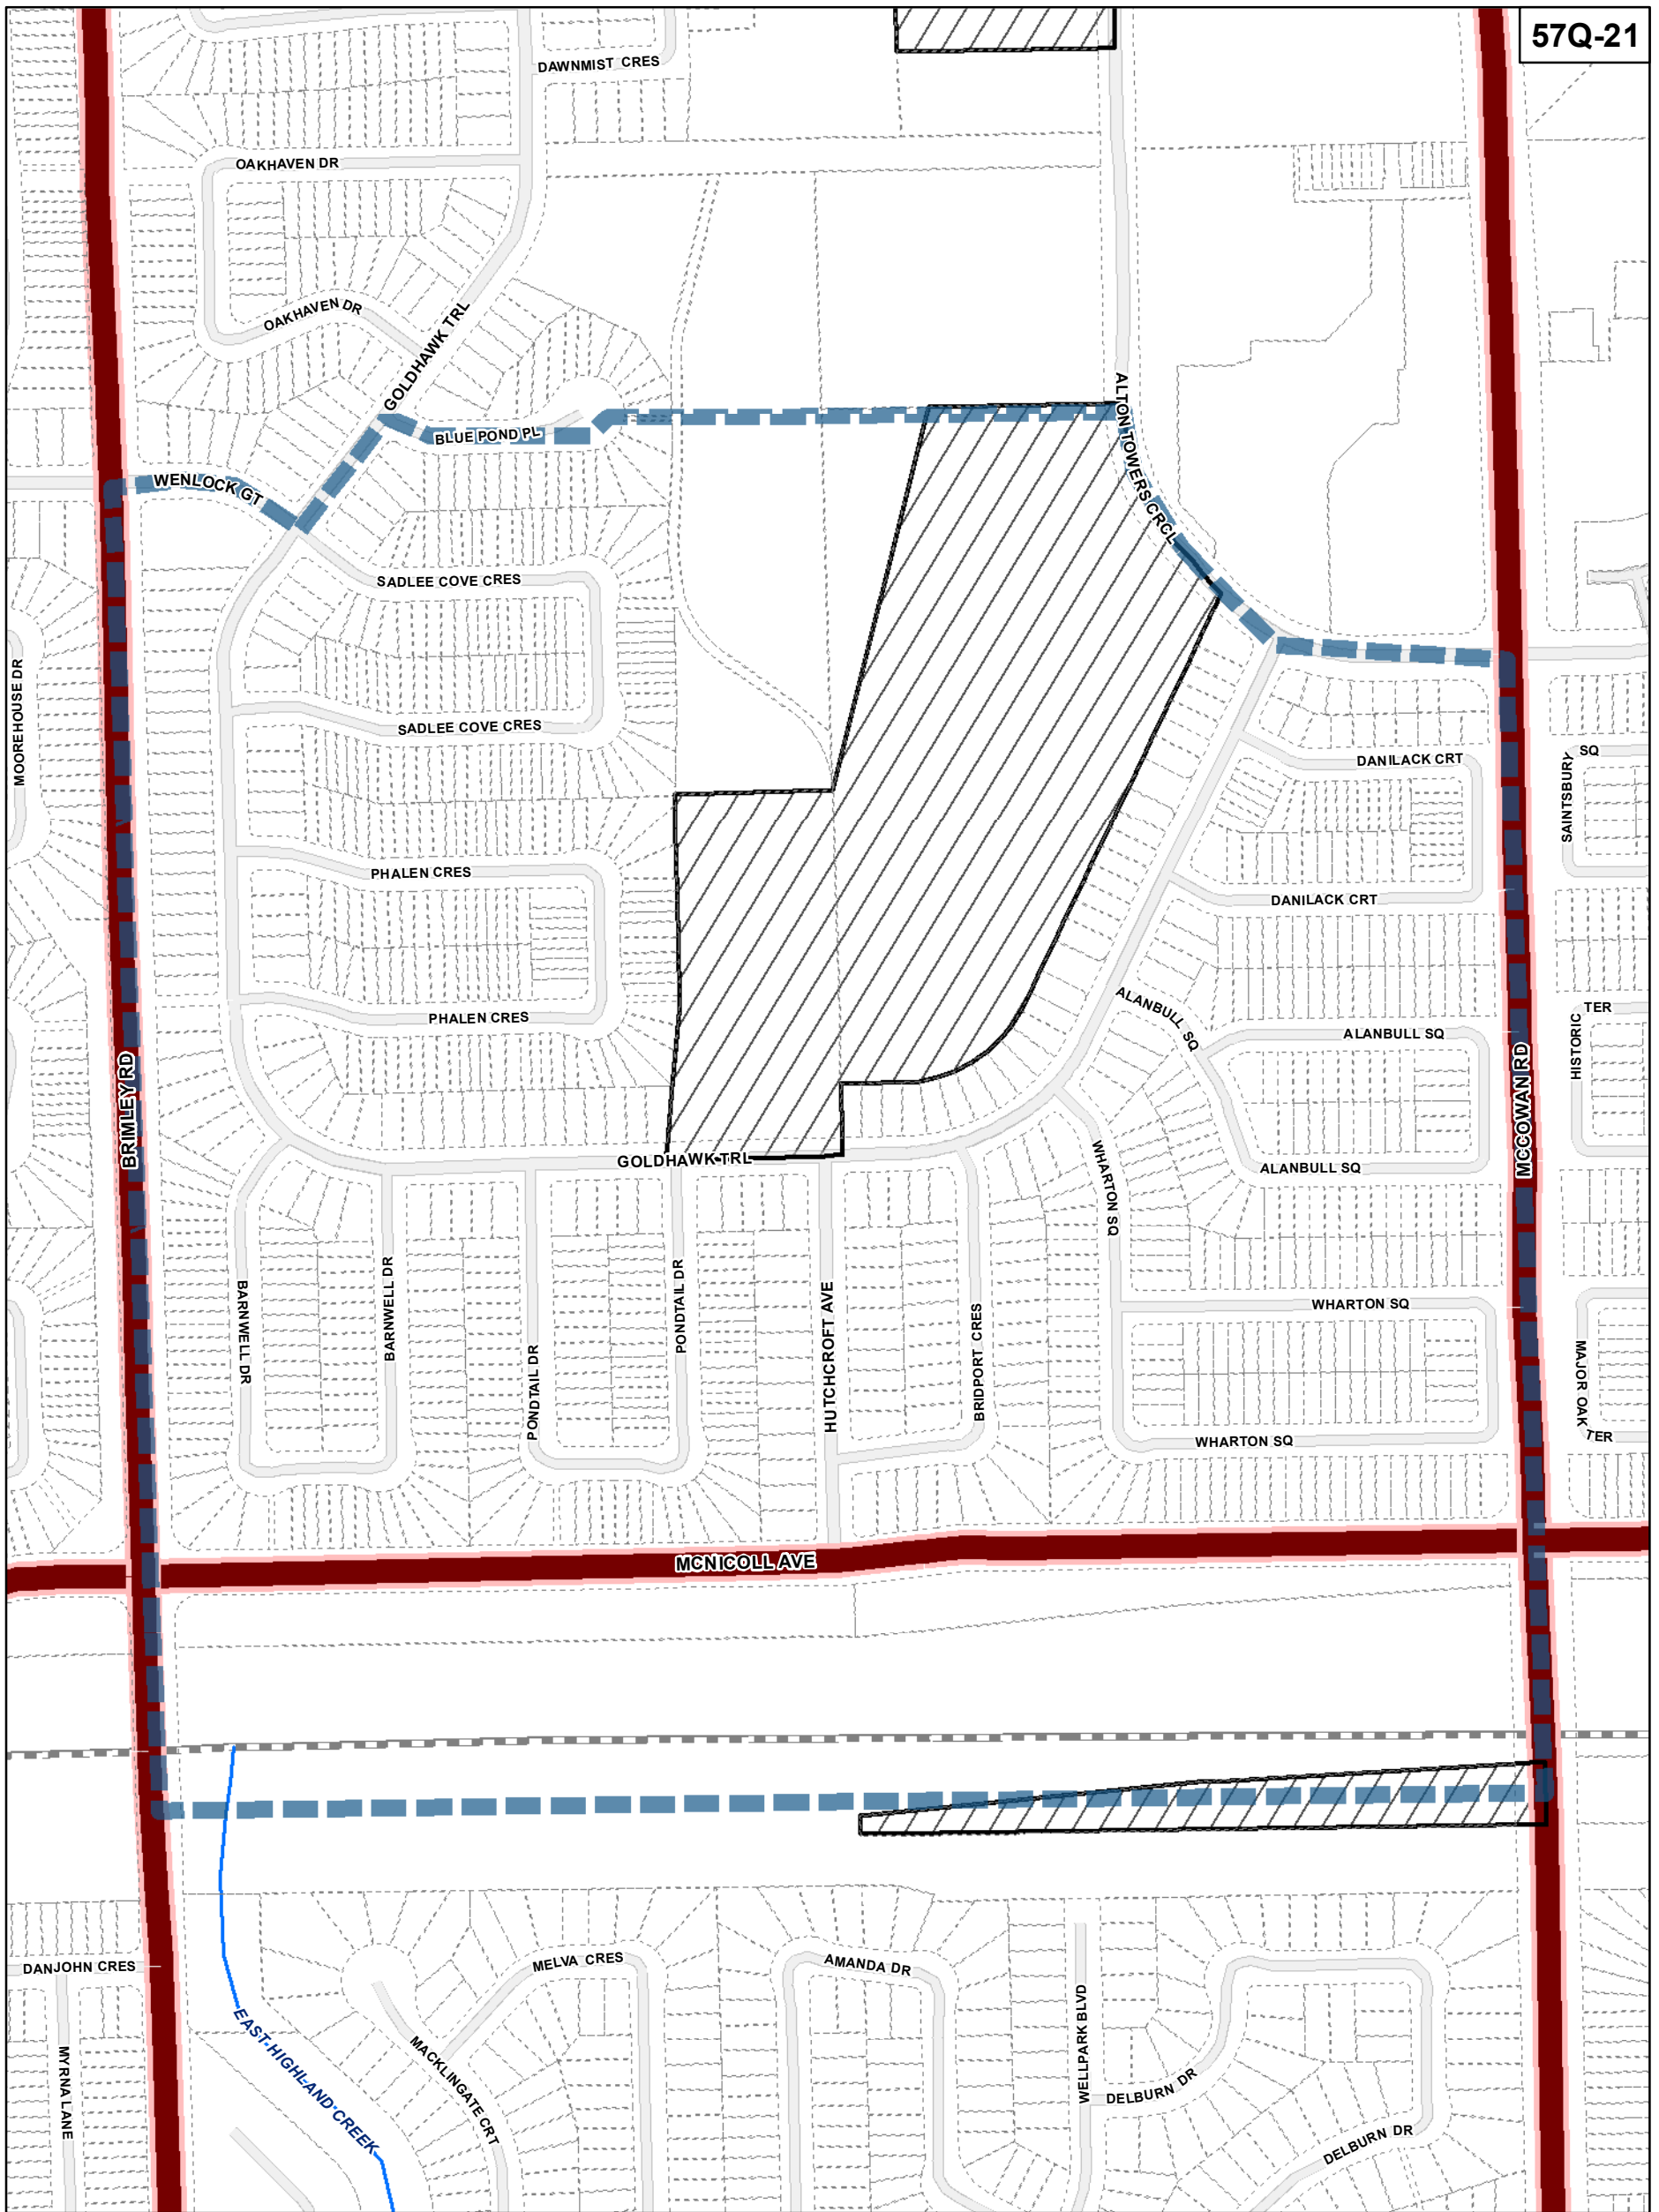 57Q-21
DAWNMIST CRES
OAKHAVEN DR
OAKHAVEN DR
GOLDHAWK TRL
BLUE POND PL
ALTON TOWERS CRCL
WENLOCK GT
SADLEE COVE CRES
MOOREHOUSE DR
SADLEE COVE CRES
DANILACK CRT
SAINTSBURY SQ
PHALEN CRES
DANILACK CRT
PHALEN CRES
ALANBULL SQ
ALANBULL SQ
HISTORIC TER
BRIMLEY RD
MCCOWAN RD
GOLDHAWK TRL
WHARTON SQ
ALANBULL SQ
BARNWELL DR
BARNWELL DR
PONDTAIL DR
PONDTAIL DR
HUTCHCROFT AVE
BRIDPORT CRES
WHARTON SQ
MAJOR OAK TER
WHARTON SQ
MCNICOLL AVE
DANJOHN CRES
MELVA CRES
AMANDA DR
WELLPARK BLVD
MYRNA LANE
EAST HIGHLAND CREEK
MACKLINGATE CRT
DELBURN DR
DELBURN DR